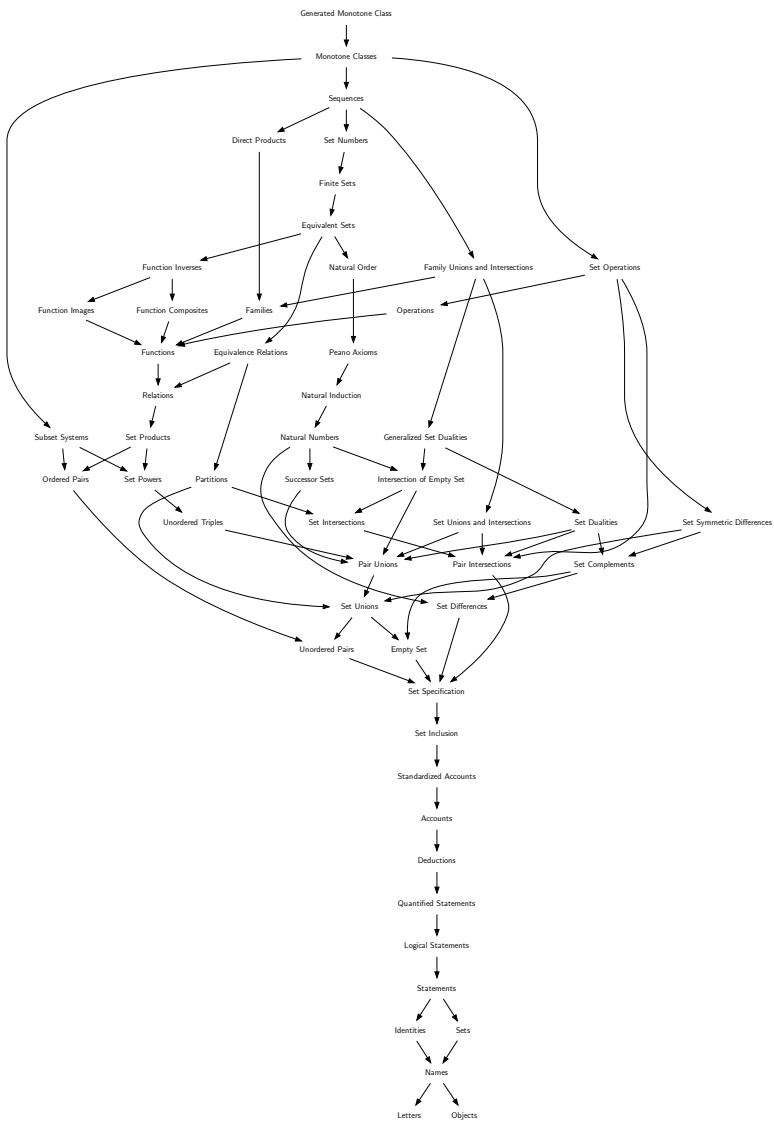 Generated Monotone Class
Monotone Classes
Sequences
Direct Products
Set Numbers
Finite Sets
Equivalent Sets
Function Inverses
Natural Order
Family Unions and Intersections
Set Operations
Function Images
Function Composites
Families
Operations
Functions
Equivalence Relations
Peano Axioms
Relations
Natural Induction
Subset Systems
Set Products
Natural Numbers
Generalized Set Dualities
Ordered Pairs
Set Powers
Partitions
Successor Sets
Intersection of Empty Set
Unordered Triples
Set Intersections
Set Unions and Intersections
Set Dualities
Set Symmetric Differences
Pair Unions
Pair Intersections
Set Complements
Set Unions
Set Differences
Unordered Pairs
Empty Set
Set Specification
Set Inclusion
Standardized Accounts
Accounts
Deductions
Quantified Statements
Logical Statements
Statements
Identities
Sets
Names
Letters
Objects